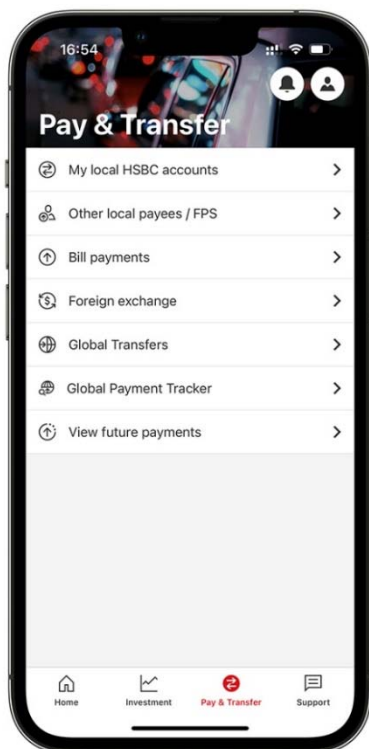 16:54
Pay & Transfer
My local HSBC accounts
Other local payees / FPS
Bill payments
Foreign exchange
Global Transfers
Global Payment Tracker
View future payments
Home Investment Pay & Transfer Support